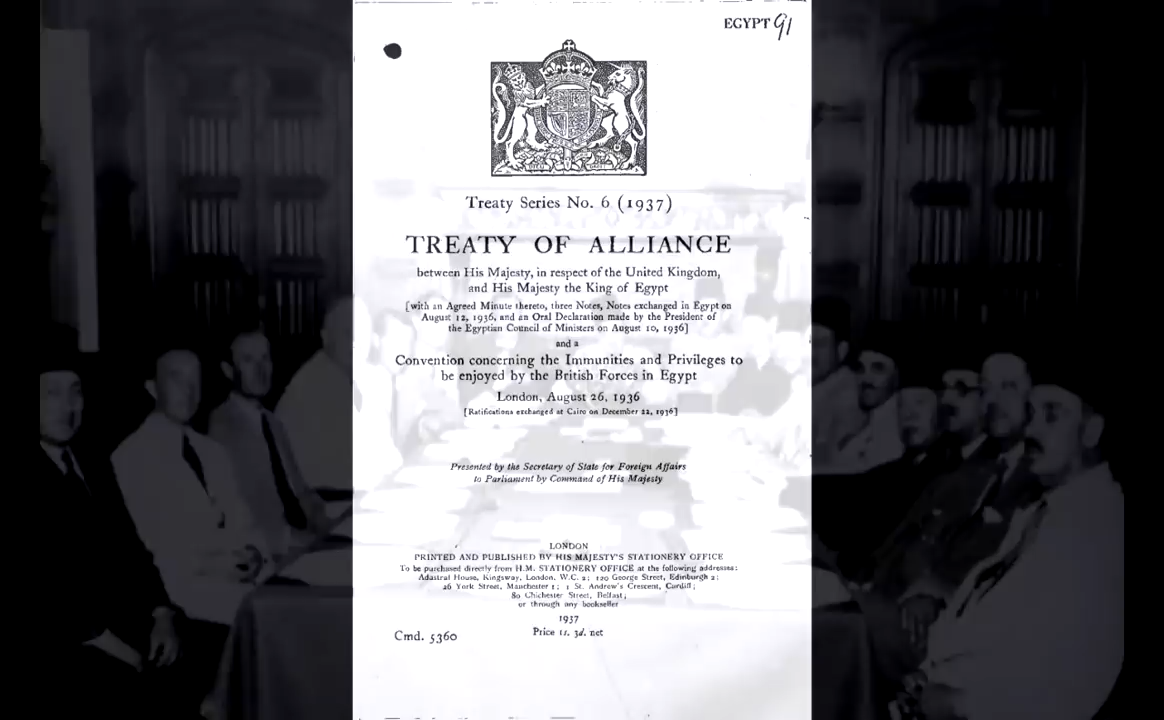 EGYPT 91
Treaty Series No. 6 (1937)
TREATY OF ALLIANCE
between His Majesty, in respect of the United Kingdom,
and His Majesty the King of Egypt
[with an Agreed Minute thereto, three Notes, Notes exchanged in Egypt on
August 12, 1936, and an Oral Declaration made by the President of
the Egyptian Council of Ministers on August 10, 1936]
and a
Convention concerning the Immunities and Privileges to
be enjoyed by the British Forces in Egypt
London, August 26, 1936
[Ratifications exchanged at Cairo on December 22, 1936]
Presented by the Secretary of State for Foreign Affairs
to Parliament by Command of His Majesty
LONDON
PRINTED AND PUBLISHED BY HIS MAJESTY'S STATIONERY OFFICE
To be purchased directly from H.M. STATIONERY OFFICE at the following addresses:
Adastral House, Kingsway, London, W.C. 2; 120 George Street, Edinburgh 2;
26 York Street, Manchester 1; 1 St. Andrew's Crescent, Cardiff;
80 Chichester Street, Belfast;
or through any bookseller
1937
Cmd. 5360
Price 1s. 3d. net